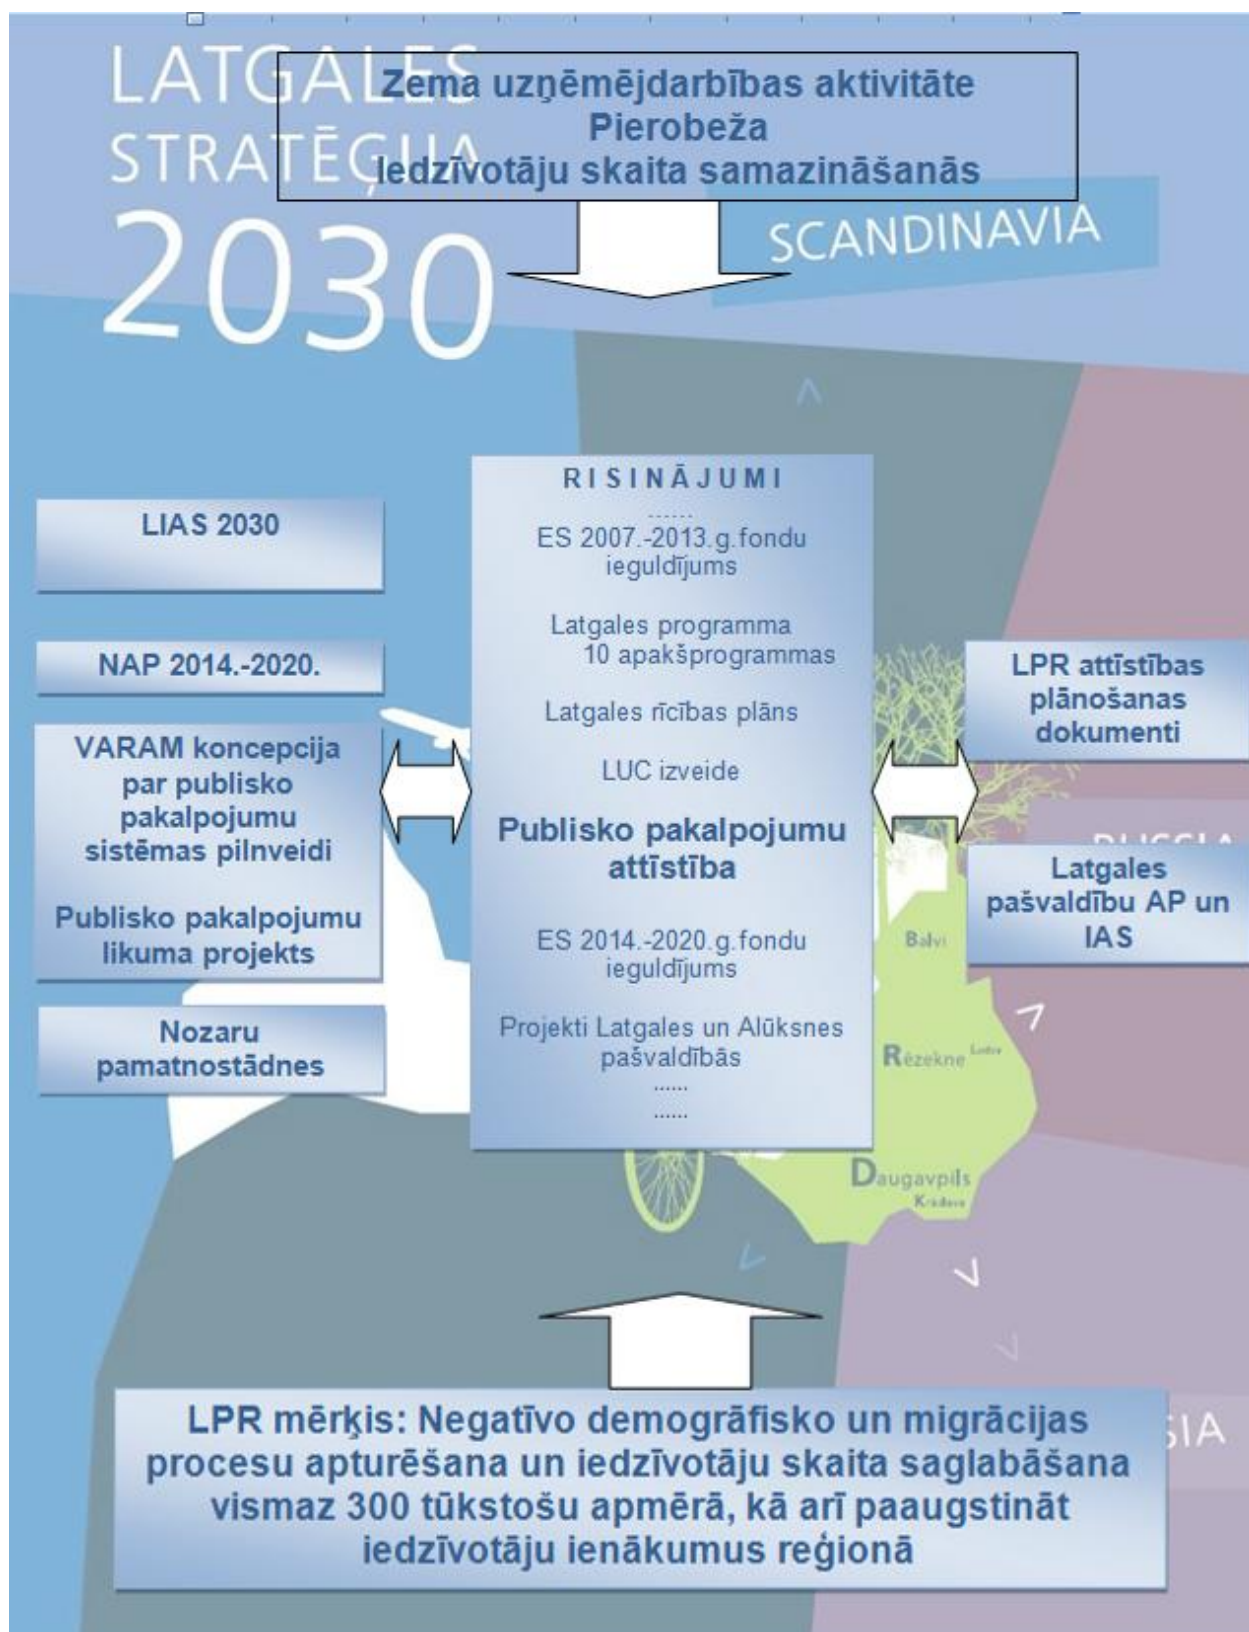 LATGALES
STRATĒĢIJA
2030
Zema uzņēmējdarbības aktivitāte
Pierobeža
Iedzīvotāju skaita samazināšanās
SCANDINAVIA
RISINĀJUMI
......
ES 2007.-2013.g.fondu
ieguldījums
Latgales programma
10 apakšprogrammas
Latgales rīcības plāns
LUC izveide
Publisko pakalpojumu
attīstība
ES 2014.-2020.g.fondu
ieguldījums
Projekti Latgales un Alūksnes
pašvaldībās
......
......
LIAS 2030
NAP 2014.-2020.
VARAM koncepcija
par publisko
pakalpojumu
sistēmas pilnveidi
Publisko pakalpojumu
likuma projekts
Nozaru
pamatnostādnes
LPR attīstības
plānošanas
dokumenti
RUSSIA
Latgales
pašvaldību AP un
IAS
Balvi
Rēzekne
Daugavpils
SIA
LPR mērķis: Negatīvo demogrāfisko un migrācijas
procesu apturēšana un iedzīvotāju skaita saglabāšana
vismaz 300 tūkstošu apmērā, kā arī paaugstināt
iedzīvotāju ienākumus reģionā